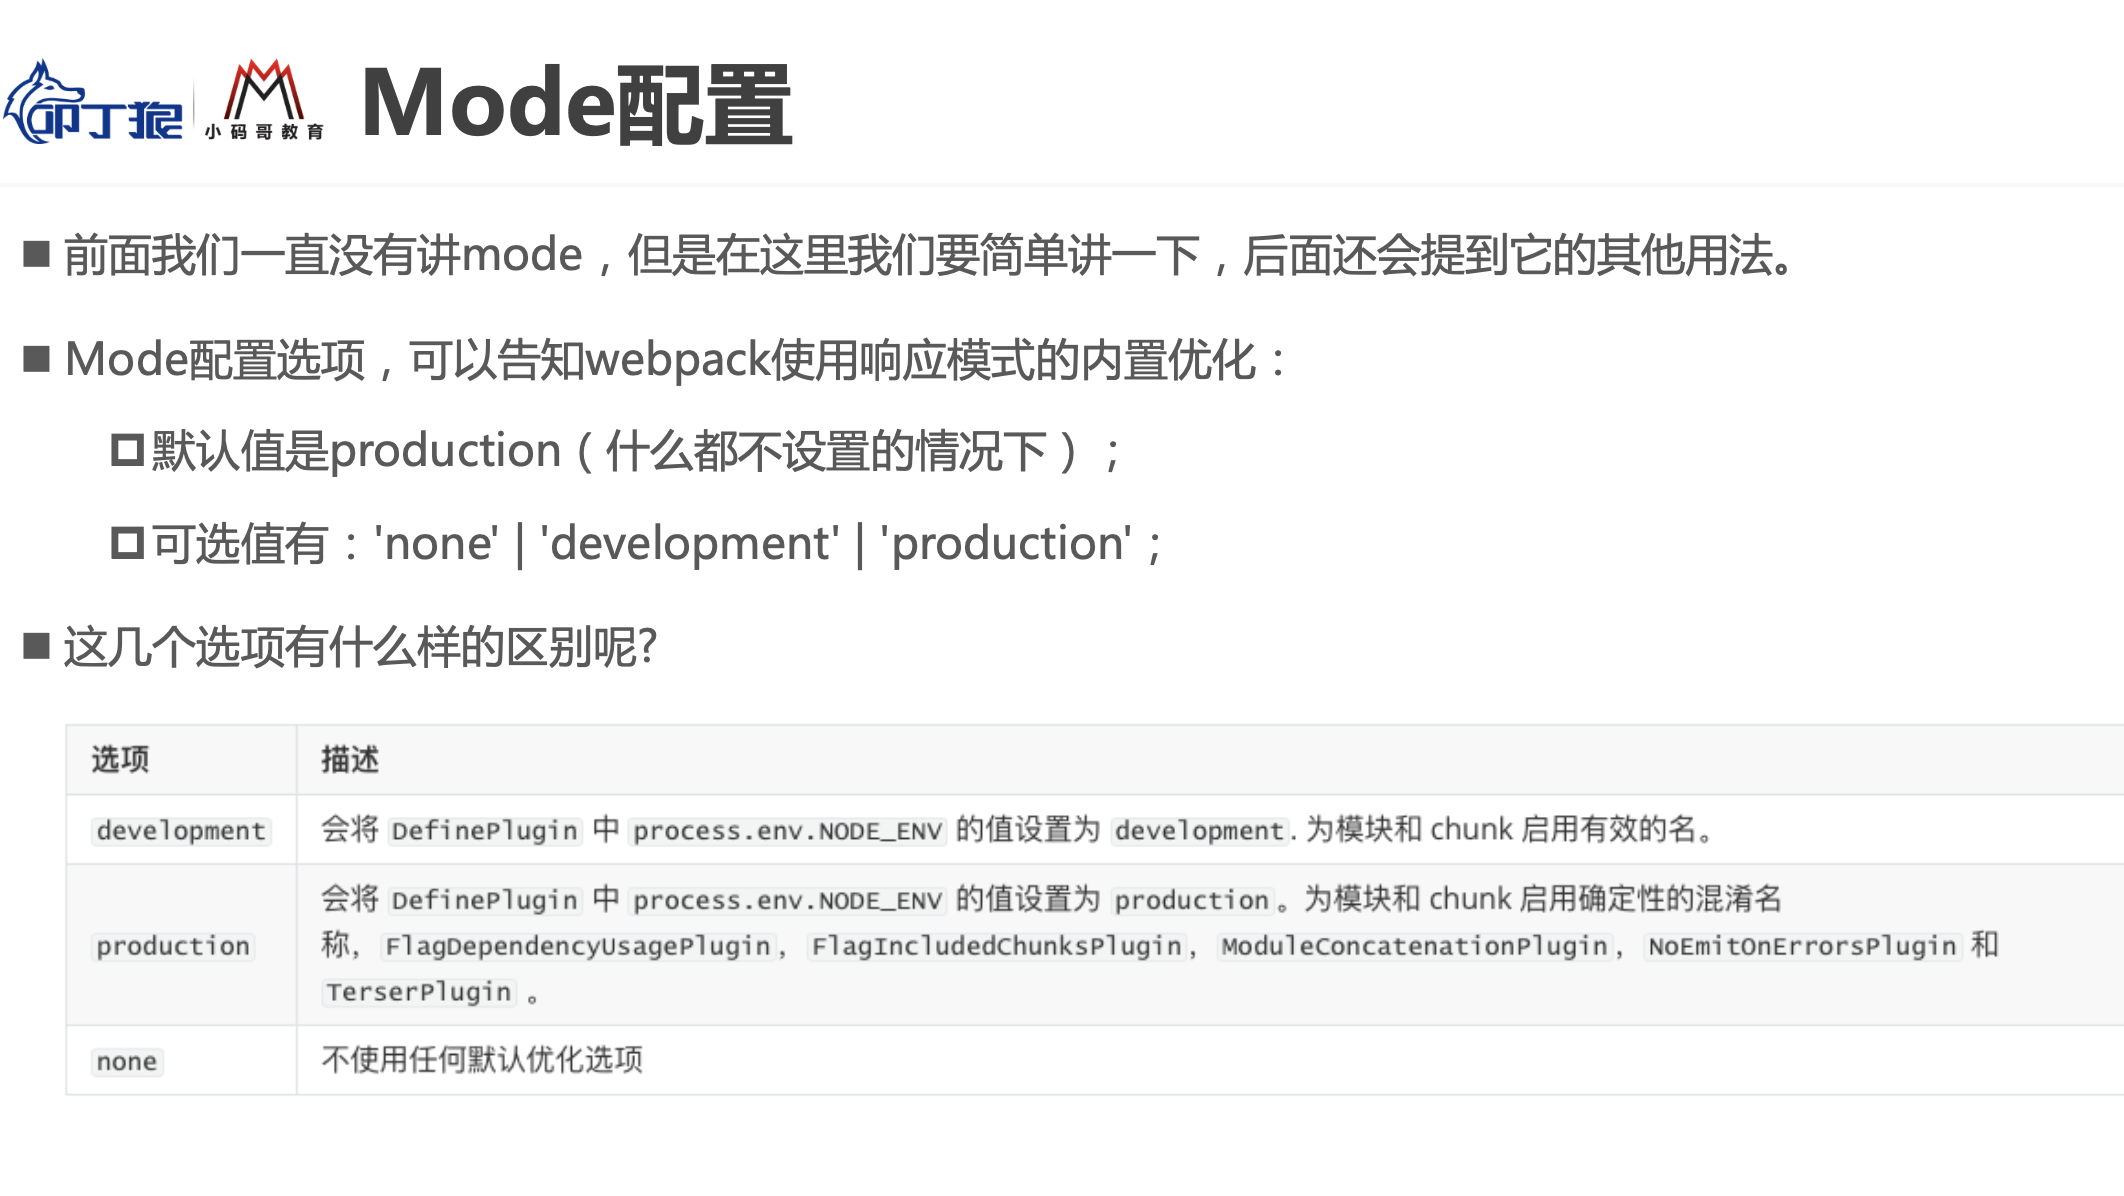 叩丁狼
小码哥教育
Mode配置
前面我们一直没有讲mode，但是在这里我们要简单讲一下，后面还会提到它的其他用法。
Mode配置选项，可以告知webpack使用响应模式的内置优化：
默认值是production（什么都不设置的情况下）；
可选值有：'none' | 'development' | 'production'；
这几个选项有什么样的区别呢?
选项 描述
development 会将 DefinePlugin 中 process.env.NODE_ENV 的值设置为 development. 为模块和 chunk 启用有效的名。
会将 DefinePlugin 中 process.env.NODE_ENV 的值设置为 production。为模块和 chunk 启用确定性的混淆名
production 称，FlagDependencyUsagePlugin，FlagIncludedChunksPlugin，ModuleConcatenationPlugin，NoEmitOnErrorsPlugin 和
TerserPlugin 。
none 不使用任何默认优化选项